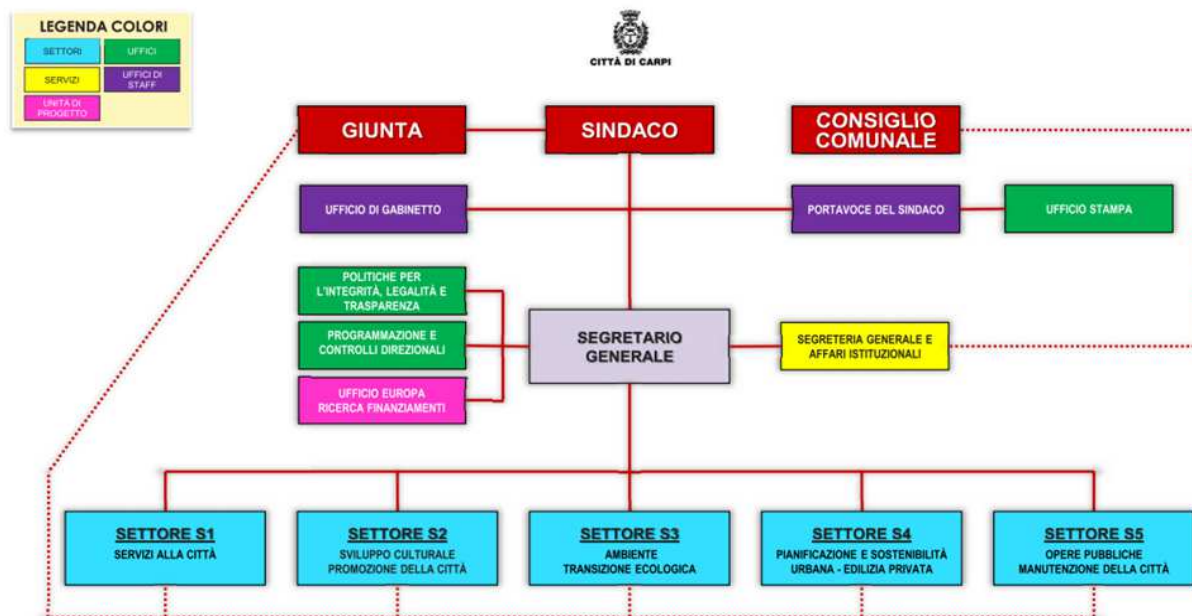 LEGENDA COLORI
SETTORI
UFFICI
SERVIZI
UFFICI DI
STAFF
UNITÀ DI
PROGETTO
CITTÀ DI CARPI
GIUNTA
SINDACO
CONSIGLIO
COMUNALE
UFFICIO DI GABINETTO
PORTAVOCE DEL SINDACO
UFFICIO STAMPA
POLITICHE PER
L'INTEGRITÀ, LEGALITÀ E
TRASPARENZA
PROGRAMMAZIONE E
CONTROLLI DIREZIONALI
UFFICIO EUROPA
RICERCA FINANZIAMENTI
SEGRETARIO
GENERALE
SEGRETERIA GENERALE E
AFFARI ISTITUZIONALI
SETTORE S1
SERVIZI ALLA CITTÀ
SETTORE S2
SVILUPPO CULTURALE
PROMOZIONE DELLA CITTÀ
SETTORE S3
AMBIENTE
TRANSIZIONE ECOLOGICA
SETTORE S4
PIANIFICAZIONE E SOSTENIBILITÀ
URBANA - EDILIZIA PRIVATA
SETTORE S5
OPERE PUBBLICHE
MANUTENZIONE DELLA CITTÀ